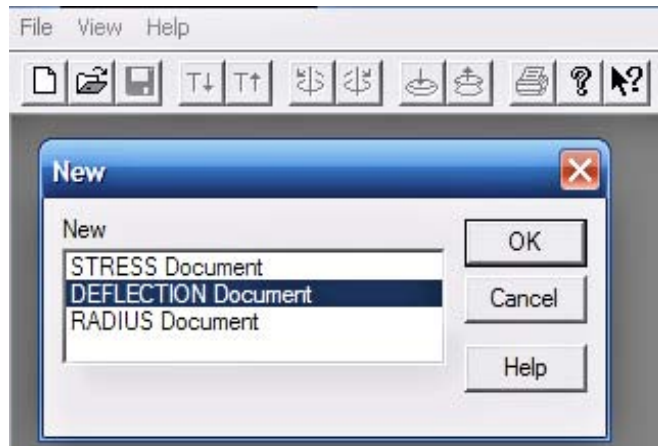 File View Help
T↓ T↑ ? ?
New
New
STRESS Document
DEFLECTION Document
RADIUS Document
OK
Cancel
Help